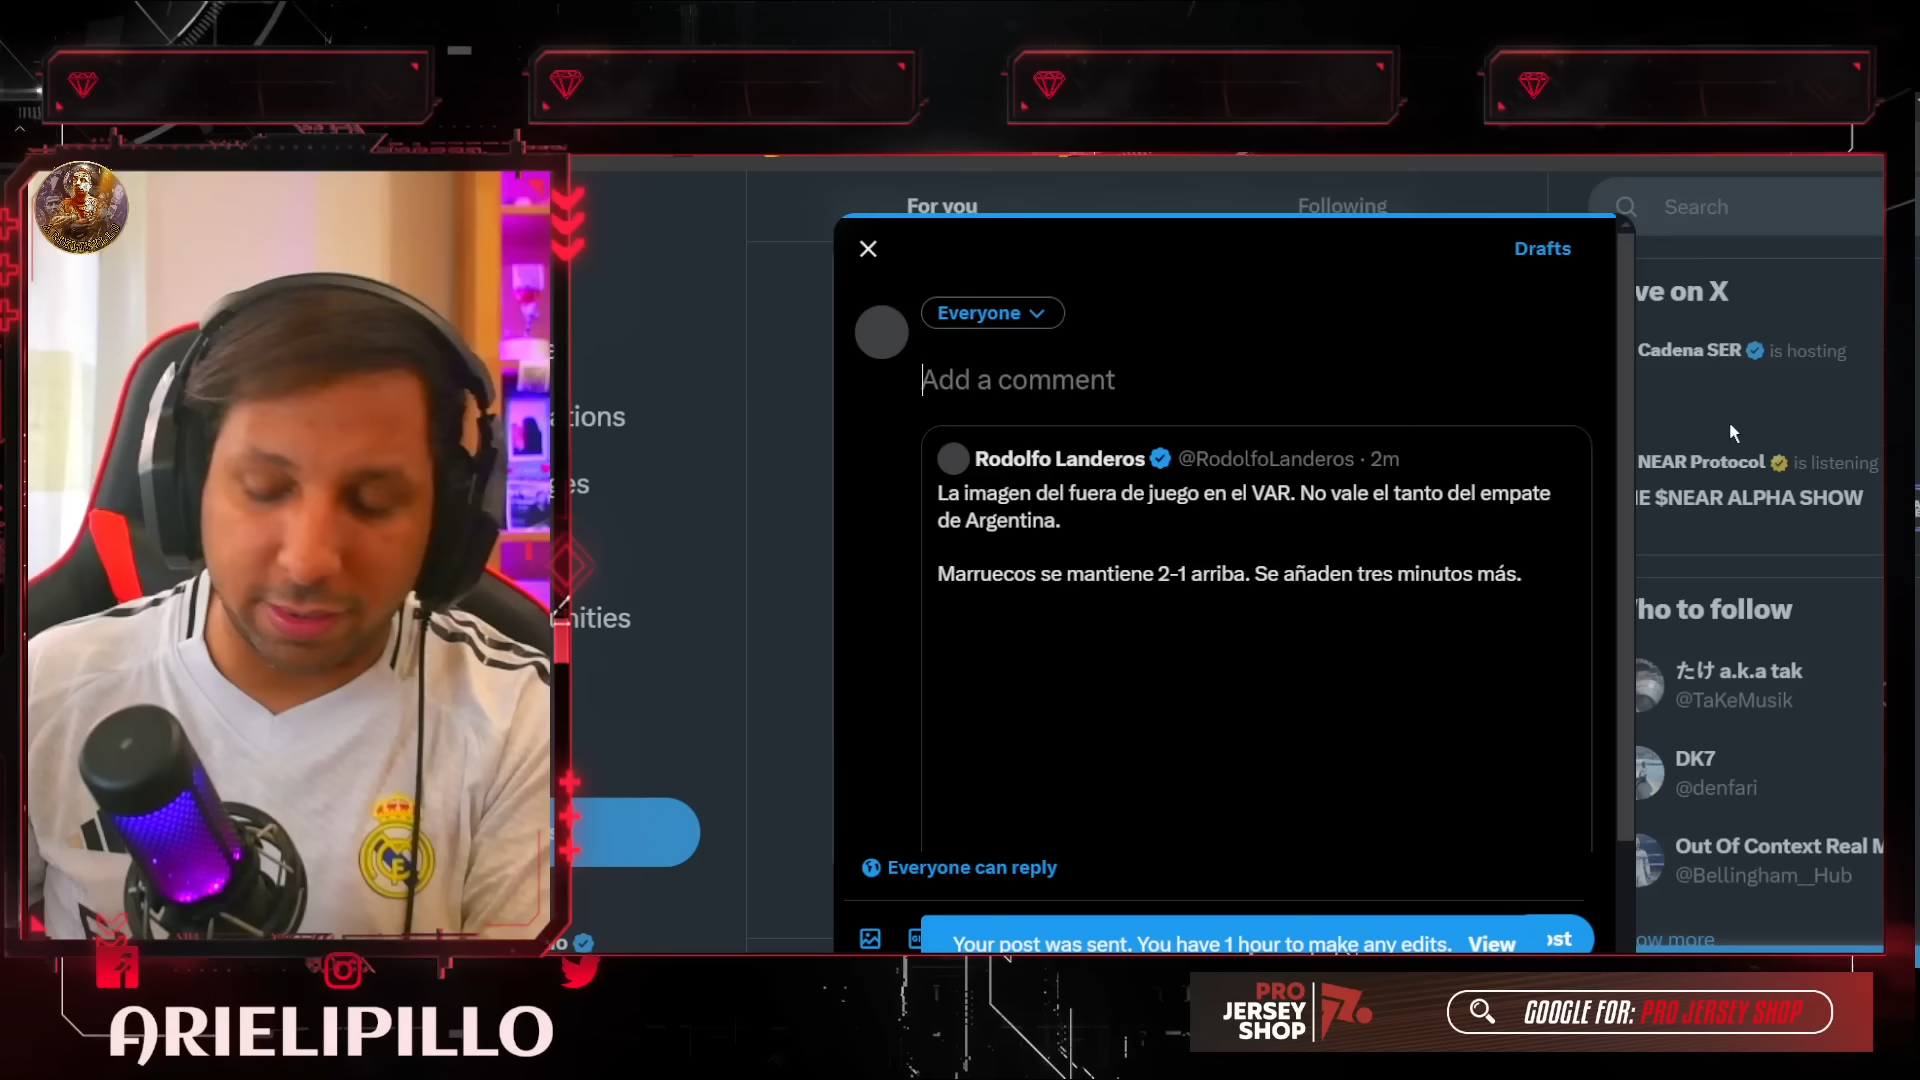 For you
Following
Search
Drafts
Everyone
Add a comment
Rodolfo Landeros @RodolfoLanderos · 2m
La imagen del fuera de juego en el VAR. No vale el tanto del empate
de Argentina.
Marruecos se mantiene 2-1 arriba. Se añaden tres minutos más.
Everyone can reply
Your post was sent. You have 1 hour to make any edits. View
ve on X
Cadena SER is hosting
NEAR Protocol is listening
E $NEAR ALPHA SHOW
ho to follow
たけ a.k.a tak
@TaKeMusik
DK7
@denfari
Out Of Context Real M
@Bellingham__Hub
ow more
tions
es
nities
ost
ARIELIPILLO
PRO
JERSEY
SHOP
GOOGLE FOR: PRO JERSEY SHOP